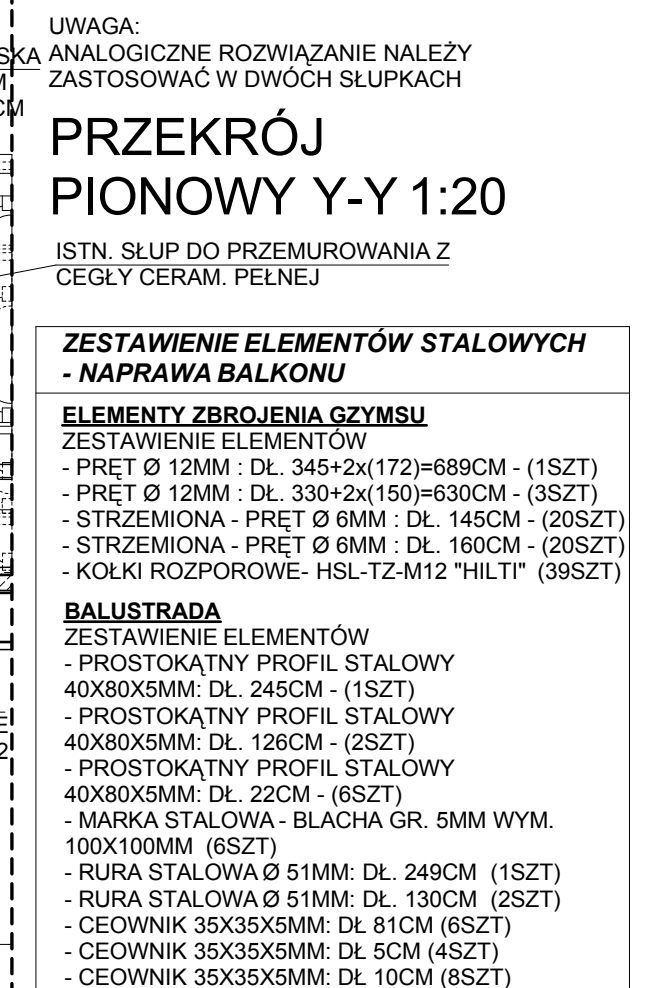 UWAGA:
SKA ANALOGICZNE ROZWIĄZANIE NALEŻY
M ZASTOSOWAĆ W DWÓCH SŁUPKACH
CM
PRZEKRÓJ
PIONOWY Y-Y 1:20
ISTN. SŁUP DO PRZEMUROWANIA Z
CEGŁY CERAM. PEŁNEJ
ZESTAWIENIE ELEMENTÓW STALOWYCH
- NAPRAWA BALKONU
ELEMENTY ZBROJENIA GZYMSU
ZESTAWIENIE ELEMENTÓW
- PRĘT Ø 12MM : DŁ. 345+2x(172)=689CM - (1SZT)
- PRĘT Ø 12MM : DŁ. 330+2x(150)=630CM - (3SZT)
- STRZEMIONA - PRĘT Ø 6MM : DŁ. 145CM - (20SZT)
- STRZEMIONA - PRĘT Ø 6MM : DŁ. 160CM - (20SZT)
- KOŁKI ROZPOROWE- HSL-TZ-M12 "HILTI" (39SZT)
BALUSTRADA
ZESTAWIENIE ELEMENTÓW
- PROSTOKĄTNY PROFIL STALOWY
40X80X5MM: DŁ. 245CM - (1SZT)
- PROSTOKĄTNY PROFIL STALOWY
40X80X5MM: DŁ. 126CM - (2SZT)
- PROSTOKĄTNY PROFIL STALOWY
40X80X5MM: DŁ. 22CM - (6SZT)
- MARKA STALOWA - BLACHA GR. 5MM WYM.
100X100MM (6SZT)
- RURA STALOWA Ø 51MM: DŁ. 249CM (1SZT)
- RURA STALOWA Ø 51MM: DŁ. 130CM (2SZT)
- CEOWNIK 35X35X5MM: DŁ 81CM (6SZT)
- CEOWNIK 35X35X5MM: DŁ 5CM (4SZT)
- CEOWNIK 35X35X5MM: DŁ 10CM (8SZT)